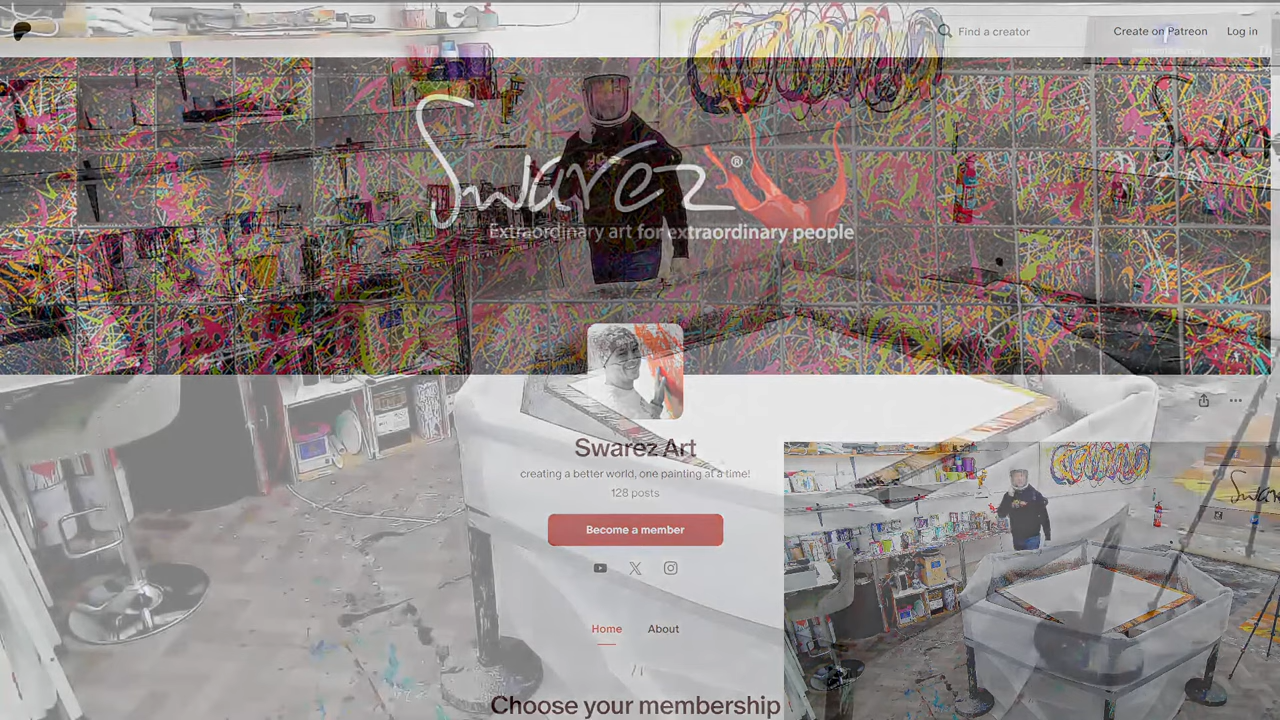 Find a creator
Create on Patreon
Log in
Swarez®
Extraordinary art for extraordinary people
Swarez Art
creating a better world, one painting at a time!
128 posts
Become a member
Home
About
Choose your membership